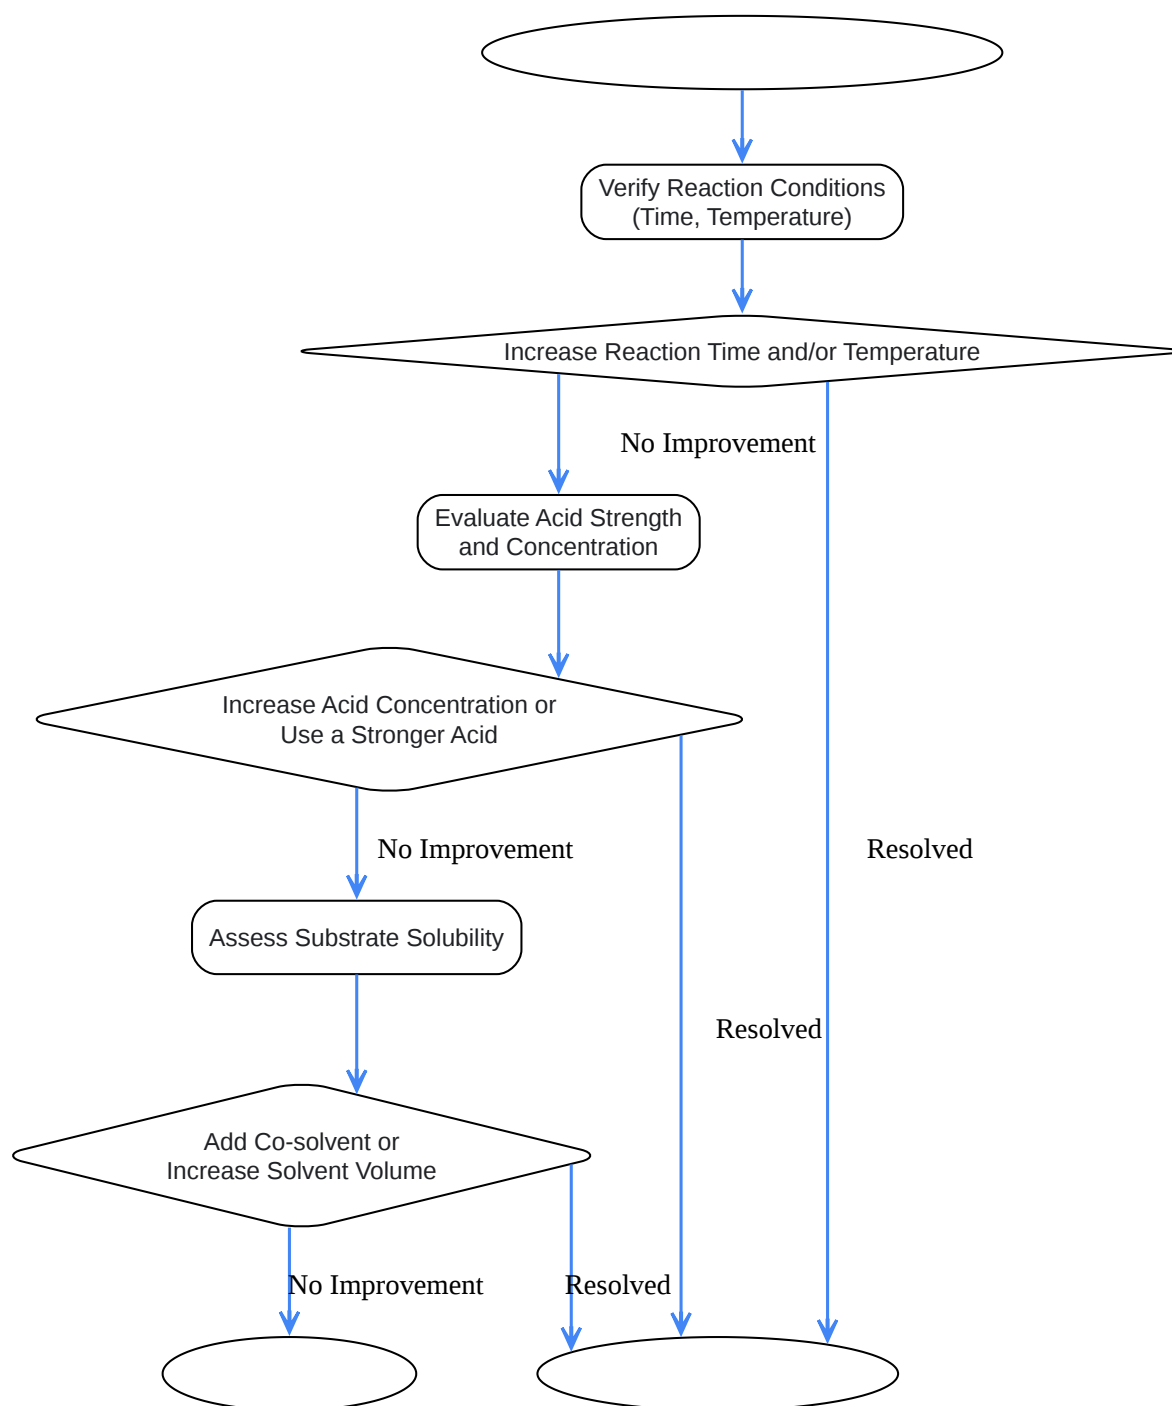 Verify Reaction Conditions
(Time, Temperature)
Increase Reaction Time and/or Temperature
No Improvement
Evaluate Acid Strength
and Concentration
Increase Acid Concentration or
Use a Stronger Acid
No Improvement
Resolved
Assess Substrate Solubility
Resolved
Add Co-solvent or
Increase Solvent Volume
No Improvement
Resolved